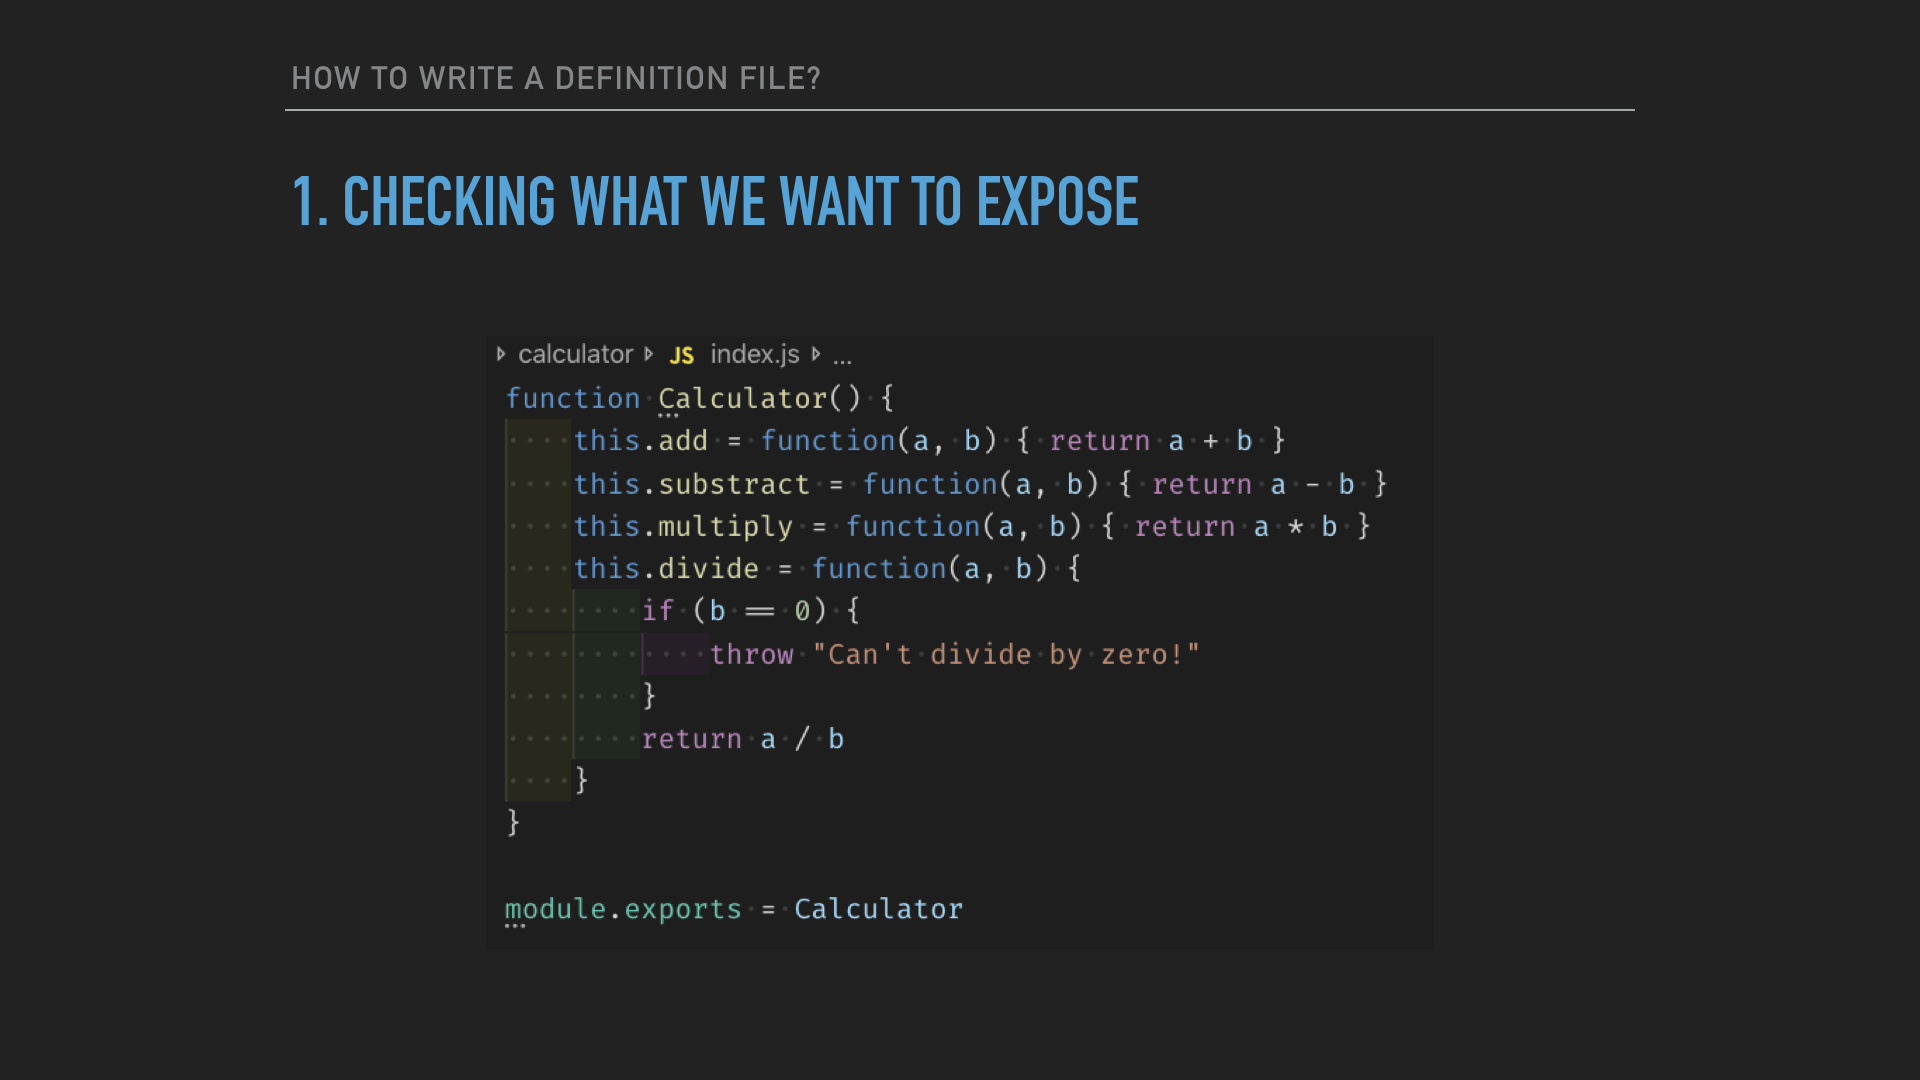 HOW TO WRITE A DEFINITION FILE?
1. CHECKING WHAT WE WANT TO EXPOSE
calculator JS index.js ...
function Calculator() {
    this.add = function(a, b) { return a + b }
    this.substract = function(a, b) { return a - b }
    this.multiply = function(a, b) { return a * b }
    this.divide = function(a, b) {
        if (b == 0) {
            throw "Can't divide by zero!"
        }
        return a / b
    }
}
module.exports = Calculator